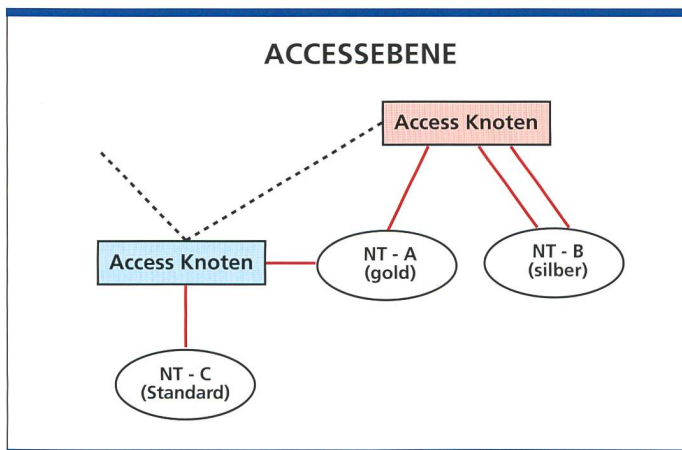 ACCESSEBENE
Access Knoten
Access Knoten
NT - A
(gold)
NT - B
(silber)
NT - C
(Standard)